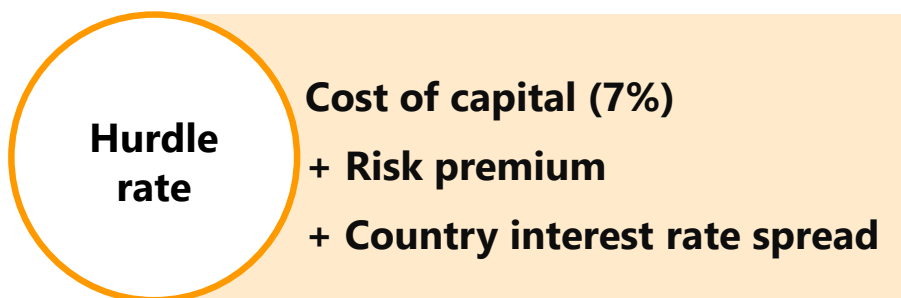 Hurdle
rate
Cost of capital (7%)
+ Risk premium
+ Country interest rate spread